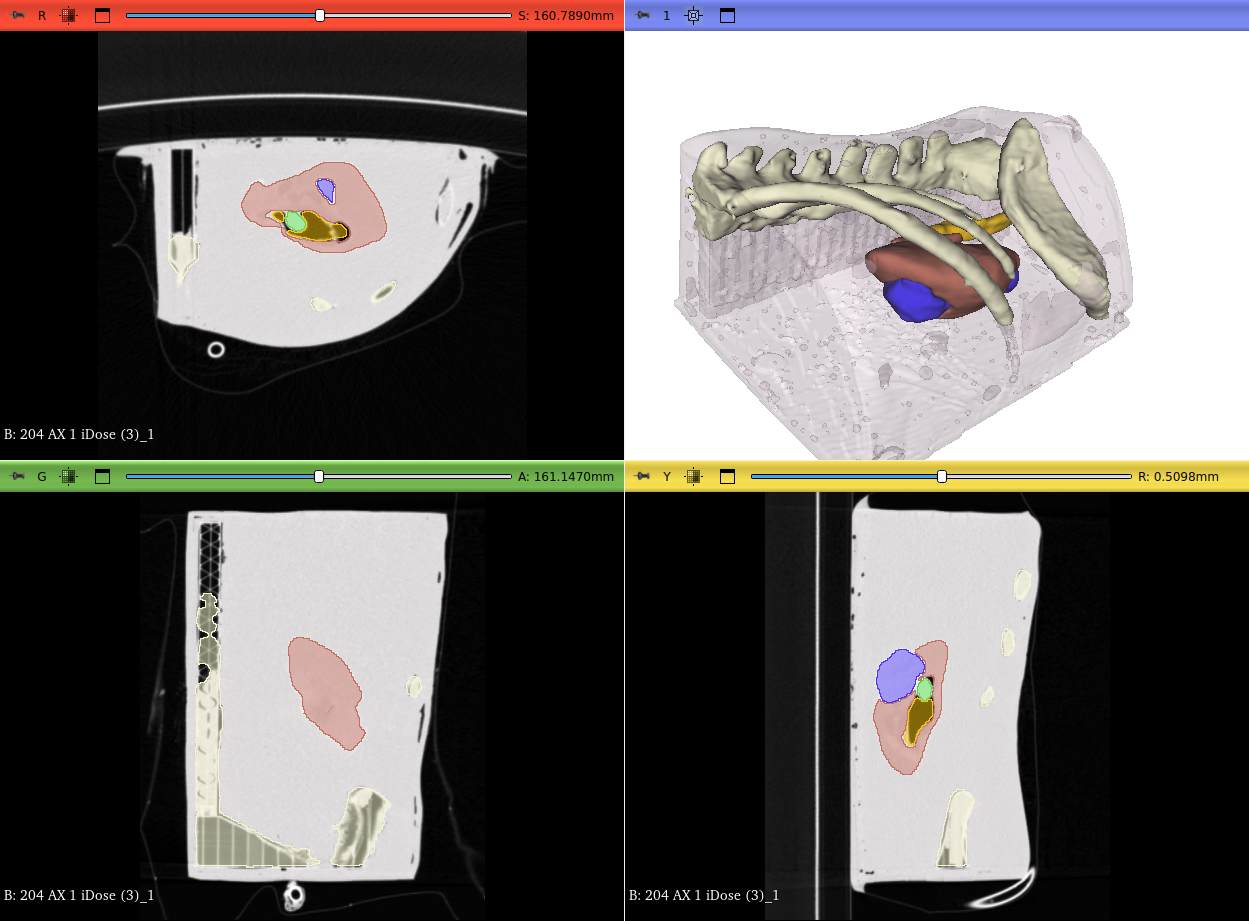 R S: 160.7890mm
1
B: 204 AX 1 iDose (3)_1
G A: 161.1470mm
Y R: 0.5098mm
B: 204 AX 1 iDose (3)_1
B: 204 AX 1 iDose (3)_1